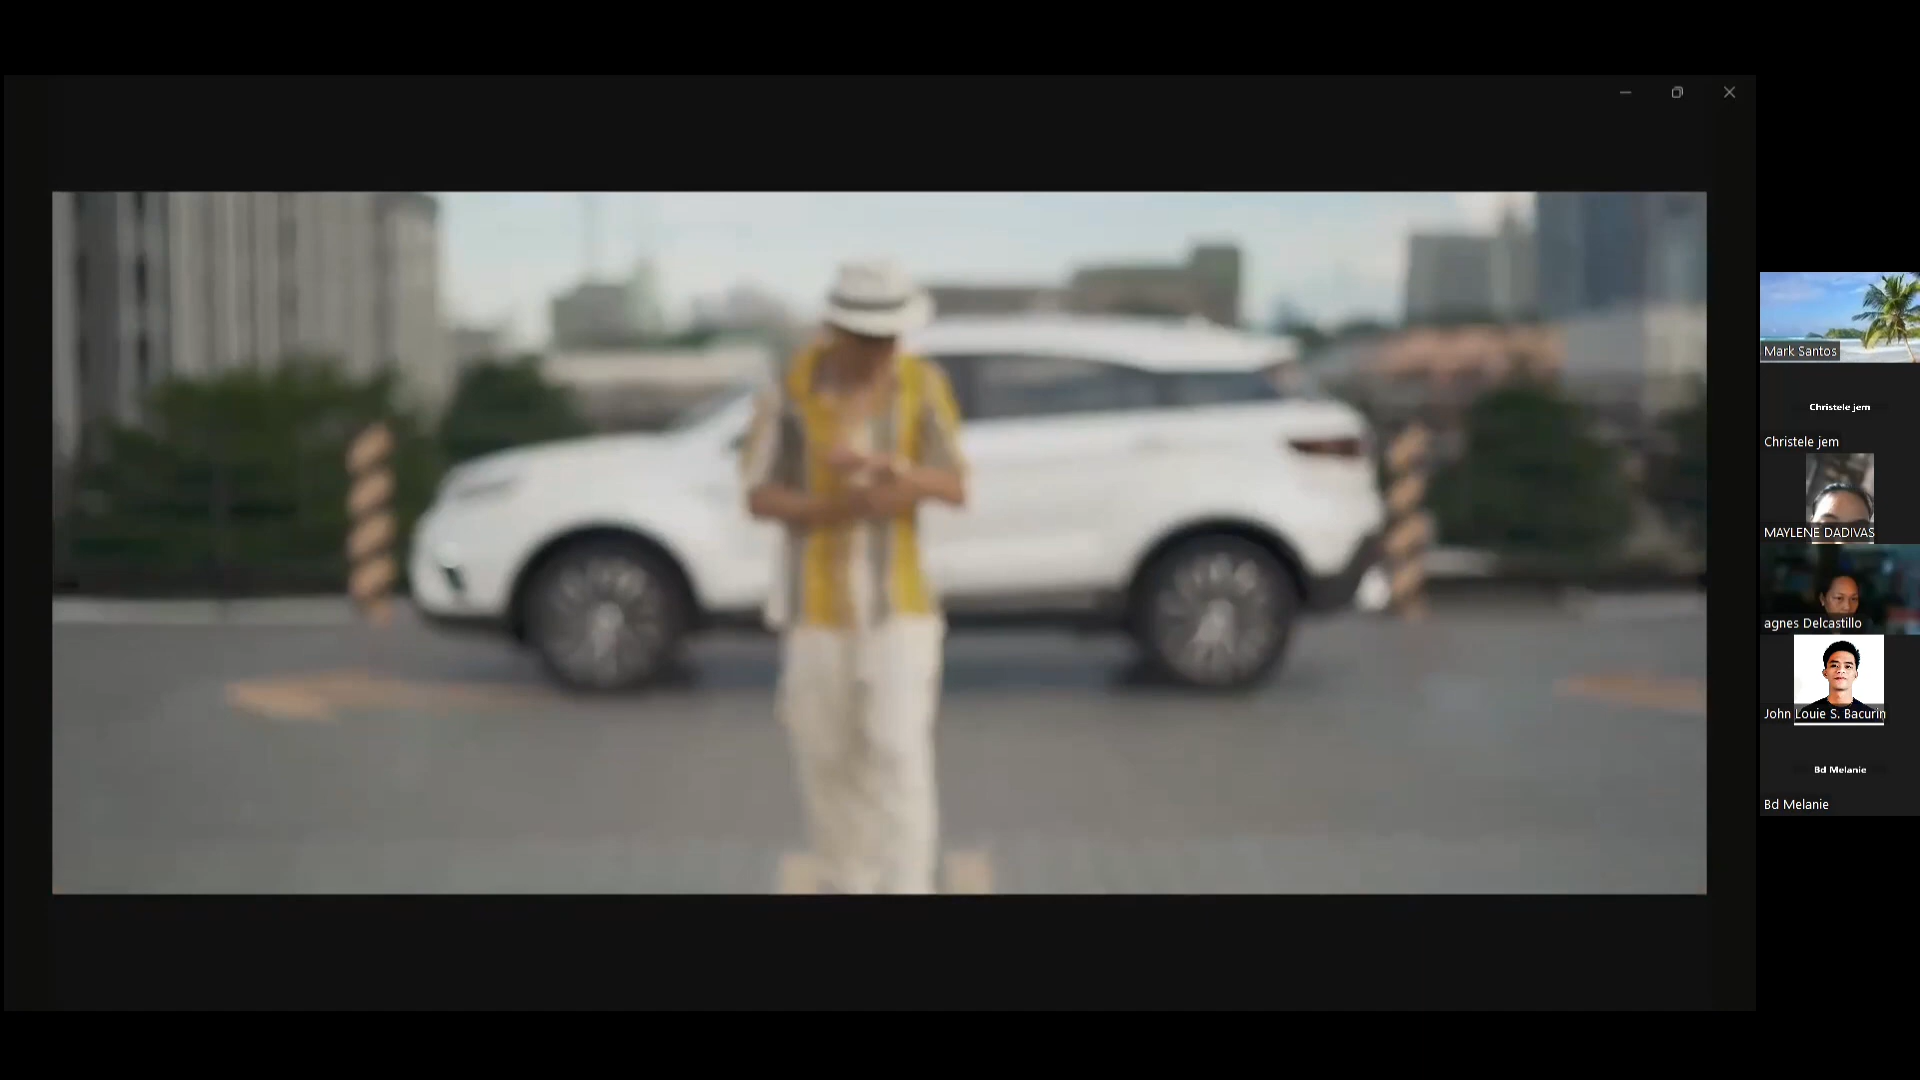 Mark Santos
Christele jem
Christele jem
MAYLENE DADIVAS
agnes Delcastillo
John Louie S. Bacurin
Bd Melanie
Bd Melanie